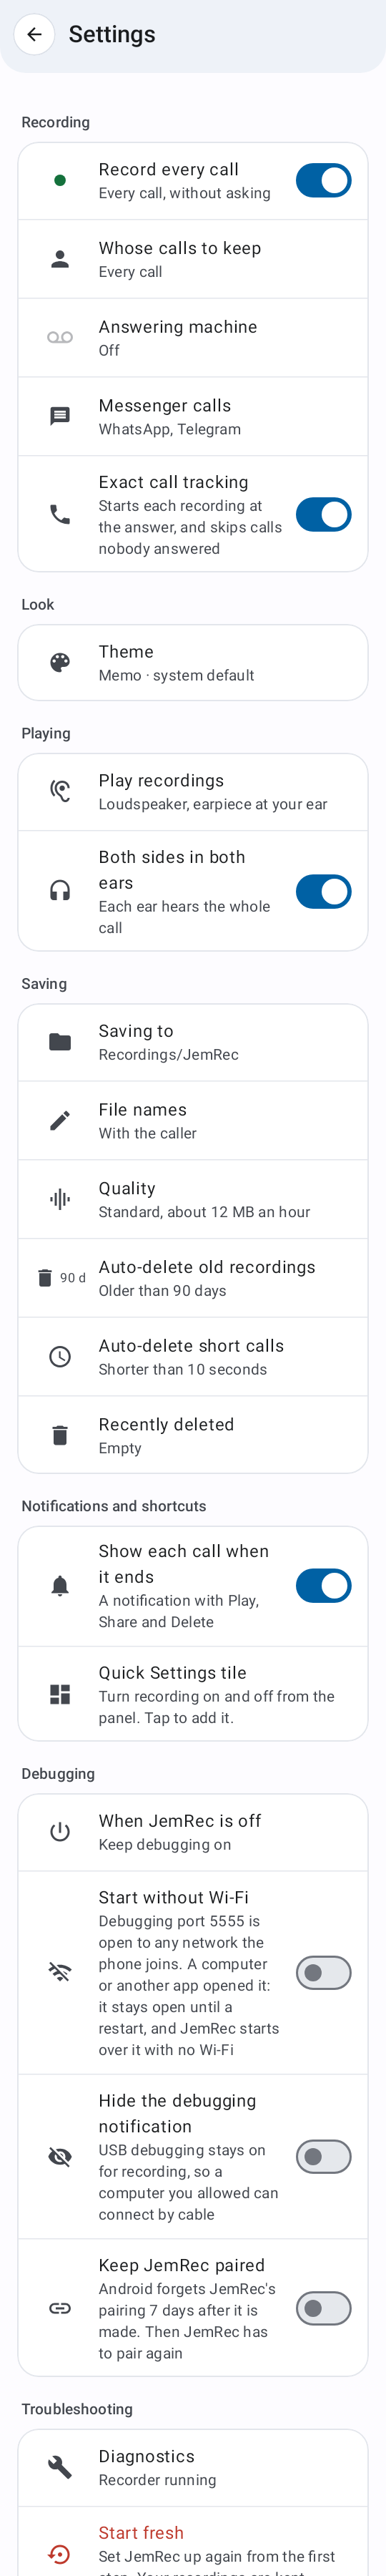 Settings
Recording
Record every call
Every call, without asking
Whose calls to keep
Every call
Answering machine
Off
Messenger calls
WhatsApp, Telegram
Exact call tracking
Starts each recording at
the answer, and skips calls
nobody answered
Look
Theme
Memo · system default
Playing
Play recordings
Loudspeaker, earpiece at your ear
Both sides in both
ears
Each ear hears the whole
call
Saving
Saving to
Recordings/JemRec
File names
With the caller
Quality
Standard, about 12 MB an hour
90 d
Auto-delete old recordings
Older than 90 days
Auto-delete short calls
Shorter than 10 seconds
Recently deleted
Empty
Notifications and shortcuts
Show each call when
it ends
A notification with Play,
Share and Delete
Quick Settings tile
Turn recording on and off from the
panel. Tap to add it.
Debugging
When JemRec is off
Keep debugging on
Start without Wi-Fi
Debugging port 5555 is
open to any network the
phone joins. A computer
or another app opened it:
it stays open until a
restart, and JemRec starts
over it with no Wi-Fi
Hide the debugging
notification
USB debugging stays on
for recording, so a
computer you allowed can
connect by cable
Keep JemRec paired
Android forgets JemRec's
pairing 7 days after it is
made. Then JemRec has
to pair again
Troubleshooting
Diagnostics
Recorder running
Start fresh
Set JemRec up again from the first